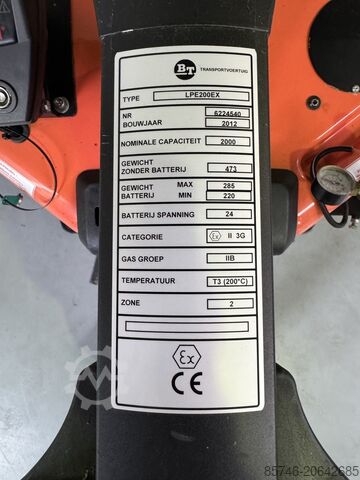 BT TRANSPORTVOERTUIG
TYPE LPE200EX
NR 6224540
BOUWJAAR 2012
NOMINALE CAPACITEIT 2000
GEWICHT
ZONDER BATTERIJ 473
GEWICHT MAX 285
BATTERIJ MIN 220
BATTERIJ SPANNING 24
CATEGORIE Ex II 3G
GAS GROEP IIB
TEMPERATUUR T3 (200°C)
ZONE 2
Ex
CE
85746-20642685